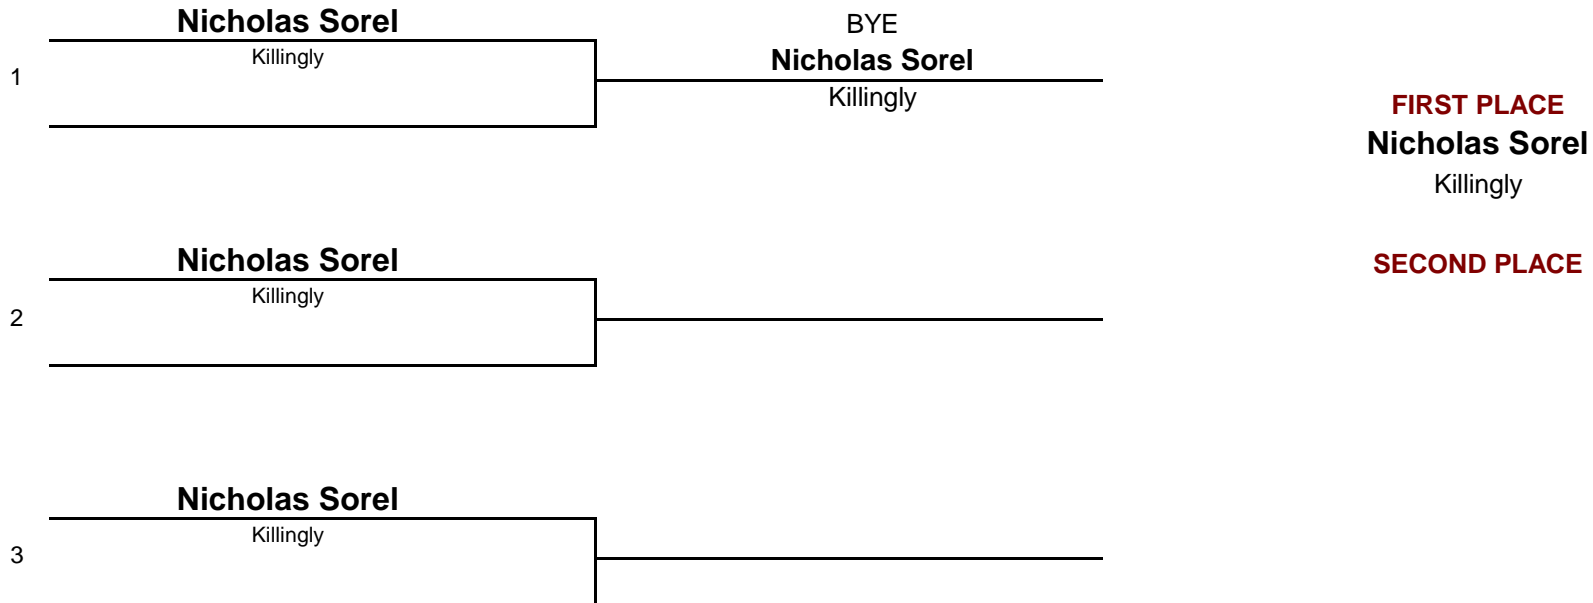 Nicholas Sorel
Killingly
1
BYE
Nicholas Sorel
Killingly
FIRST PLACE
Nicholas Sorel
Killingly
SECOND PLACE
Nicholas Sorel
Killingly
2
Nicholas Sorel
Killingly
3